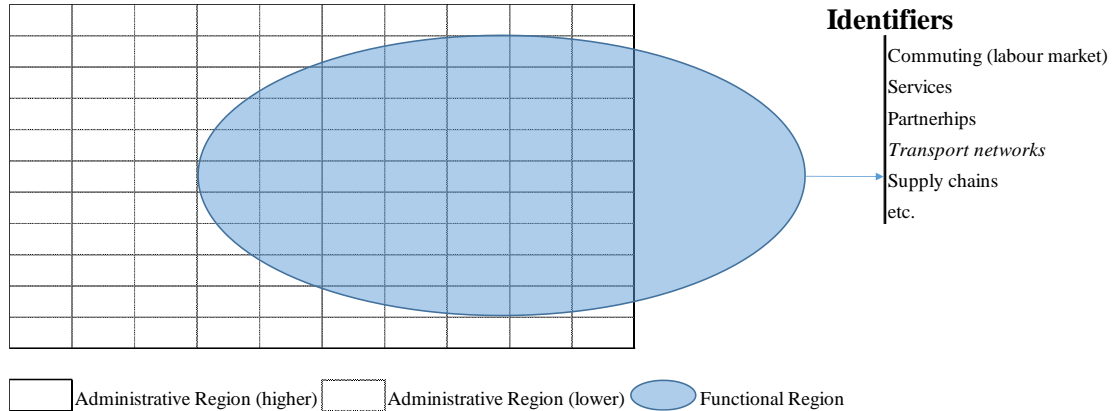 Identifiers
Commuting (labour market)
Services
Partnerhips
Transport networks
Supply chains
etc.
Administrative Region (higher) Administrative Region (lower) Functional Region